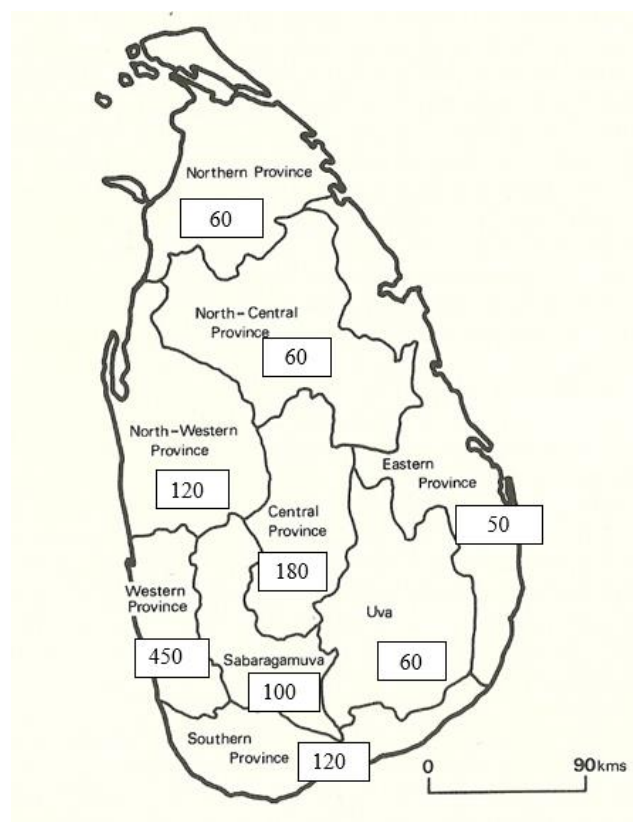 Northern Province
60
North-Central
Province
60
North-Western
Province
120
Eastern
Province
50
Central
Province
180
Western
Province
450
Uva
60
Sabaragamuva
100
Southern
Province
120
0 90kms